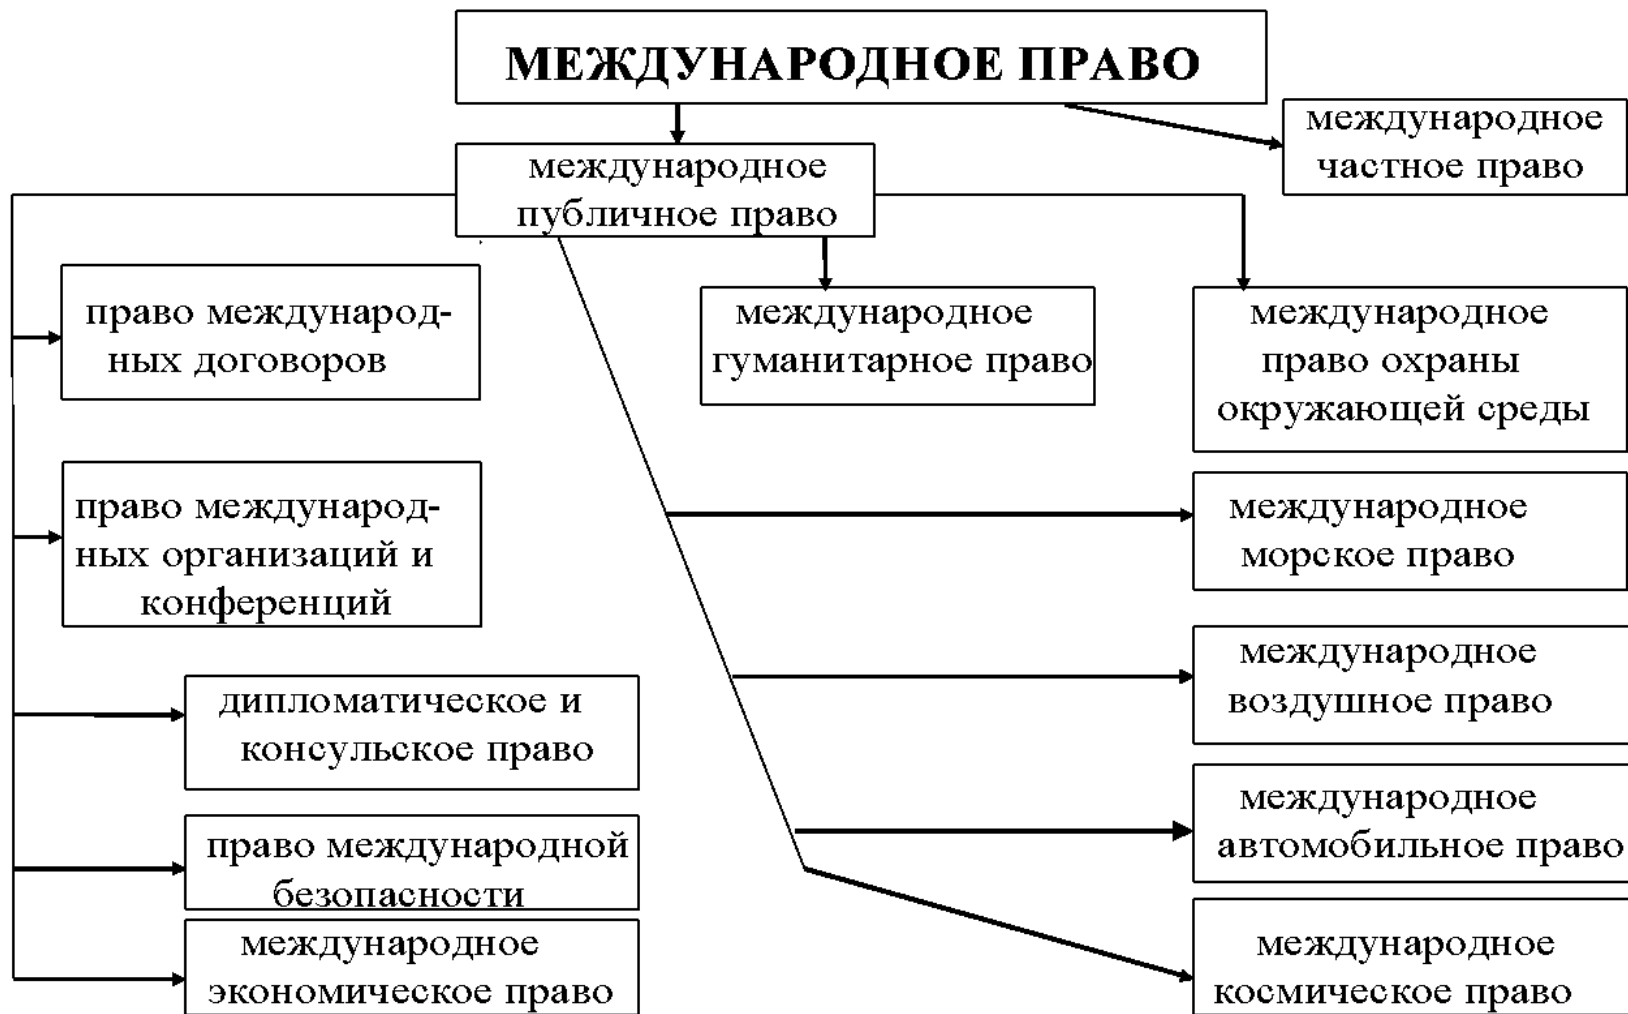 МЕЖДУНАРОДНОЕ ПРАВО
международное
частное право
международное
публичное право
право международ-
ных договоров
международное
гуманитарное право
международное
право охраны
окружающей среды
право международ-
ных организаций и
конференций
международное
морское право
дипломатическое и
консульское право
международное
воздушное право
право международной
безопасности
международное
автомобильное право
международное
экономическое право
международное
космическое право